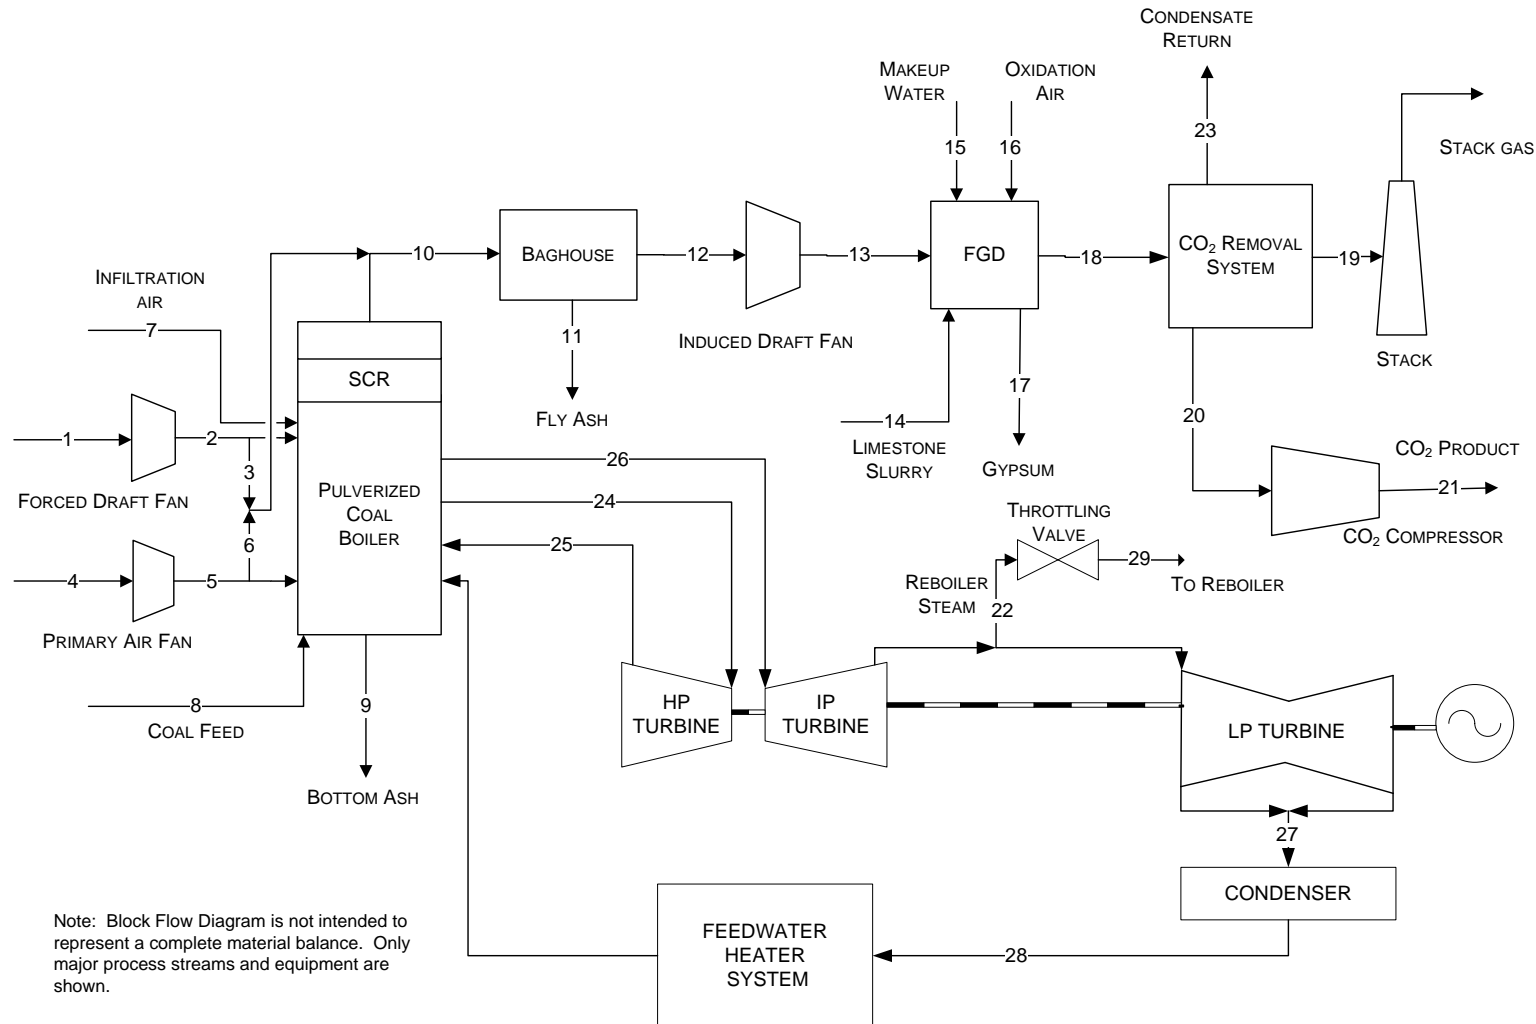 CONDENSATE
RETURN
MAKEUP
WATER
OXIDATION
AIR
15
16
23
STACK GAS
INFILTRATION
AIR
7
10
BAGHOUSE
12
13
FGD
18
CO2 REMOVAL
SYSTEM
19
INDUCED DRAFT FAN
STACK
11
FLY ASH
SCR
17
14
LIMESTONE
SLURRY
GYPSUM
20
CO2 PRODUCT
21
CO2 COMPRESSOR
1
2
3
FORCED DRAFT FAN
PULVERIZED
COAL
BOILER
26
24
25
6
4
5
PRIMARY AIR FAN
THROTTLING
VALVE
29
TO REBOILER
REBOILER
STEAM
22
8
COAL FEED
9
BOTTOM ASH
HP
TURBINE
IP
TURBINE
LP TURBINE
27
CONDENSER
28
FEEDWATER
HEATER
SYSTEM
Note: Block Flow Diagram is not intended to
represent a complete material balance. Only
major process streams and equipment are
shown.